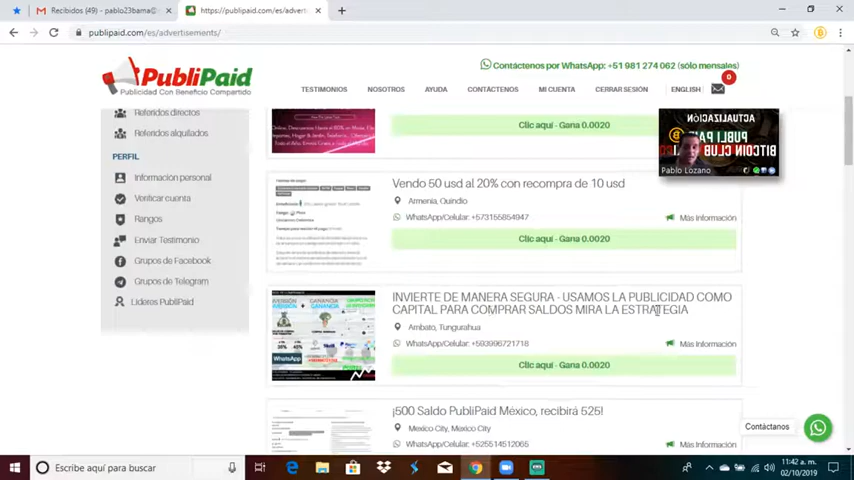 Recibidos (49) - pablo23bama@
https://publipaid.com/es/advert
publipaid.com/es/advertisements/
PubliPaid
Publicidad Con Beneficio Compartido
Contáctenos por WhatsApp: +51 981 274 062 (sólo mensajes)
TESTIMONIOS
NOSOTROS
AYUDA
CONTÁCTENOS
MI CUENTA
CERRAR SESIÓN
ENGLISH
0
Referidos directos
Referidos alquilados
PERFIL
Información personal
Verificar cuenta
Rangos
Enviar Testimonio
Grupos de Facebook
Grupos de Telegram
Líderes PubliPaid
Clic aquí - Gana 0.0020
ACTUALIZACIÓN
PUBLI PAID
BITCOIN CLUB
Pablo Lozano
Vendo 50 usd al 20% con recompra de 10 usd
Armenia, Quindio
WhatsApp/Celular: +573155854947
Más Información
Clic aquí - Gana 0.0020
INVIERTE DE MANERA SEGURA - USAMOS LA PUBLICIDAD COMO
CAPITAL PARA COMPRAR SALDOS MIRA LA ESTRATEGIA
Ambato, Tungurahua
WhatsApp/Celular: +593996721718
Más Información
Clic aquí - Gana 0.0020
WhatsApp
¡500 Saldo PubliPaid México, recibirá 525!
Mexico City, Mexico City
WhatsApp/Celular: +525514512065
Más Información
Contáctanos
Escribe aquí para buscar
11:42 a. m.
02/10/2019